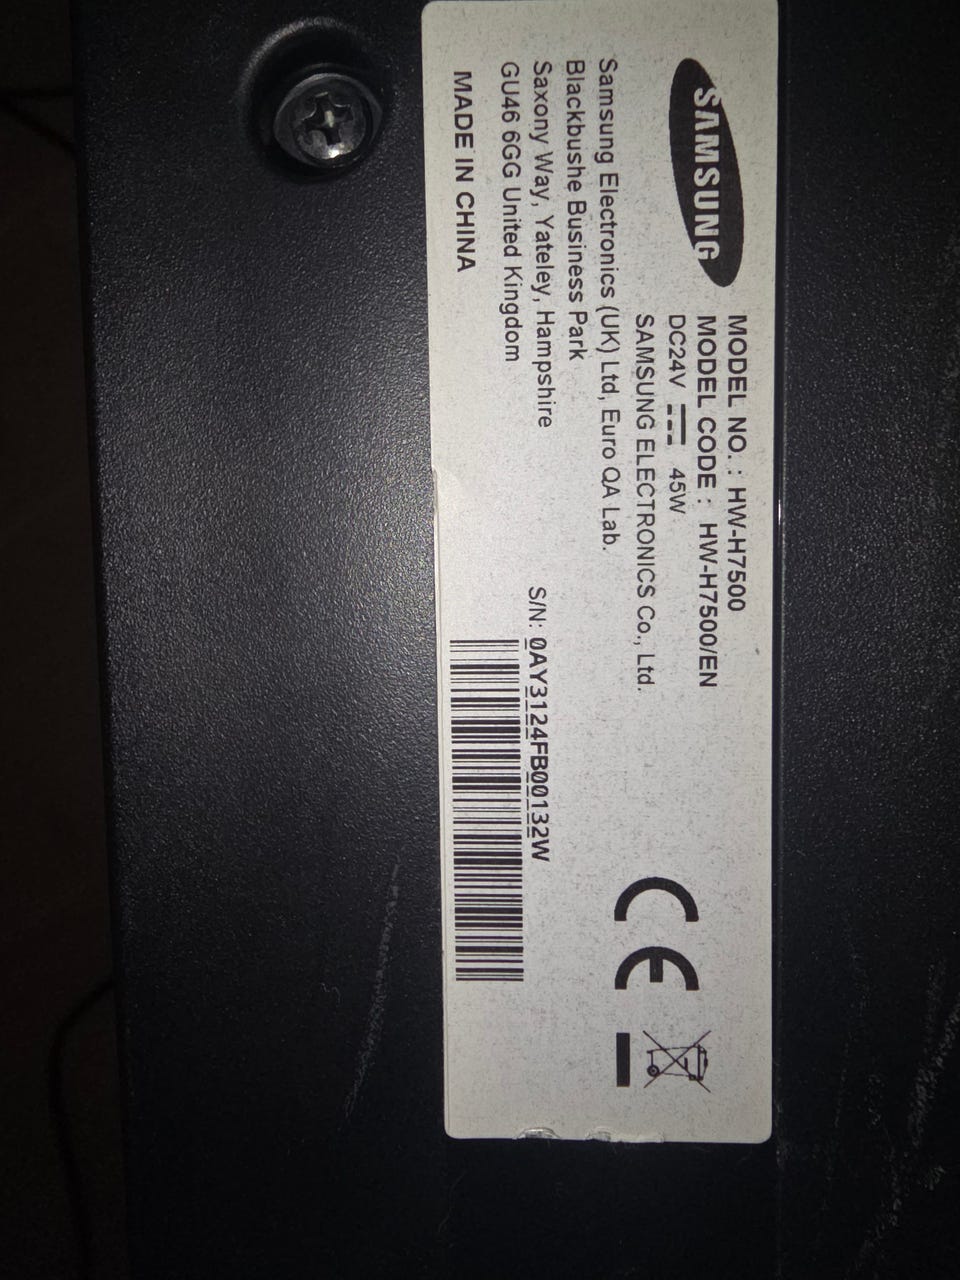 SAMSUNG
MODEL NO. : HW-H7500
MODEL CODE : HW-H7500/EN
DC24V ⎓ 45W
SAMSUNG ELECTRONICS Co., Ltd.
Samsung Electronics (UK) Ltd, Euro QA Lab.
Blackbushe Business Park
Saxony Way, Yateley, Hampshire
GU46 6GG United Kingdom
MADE IN CHINA
S/N: 0AY3124FB00132W
CE